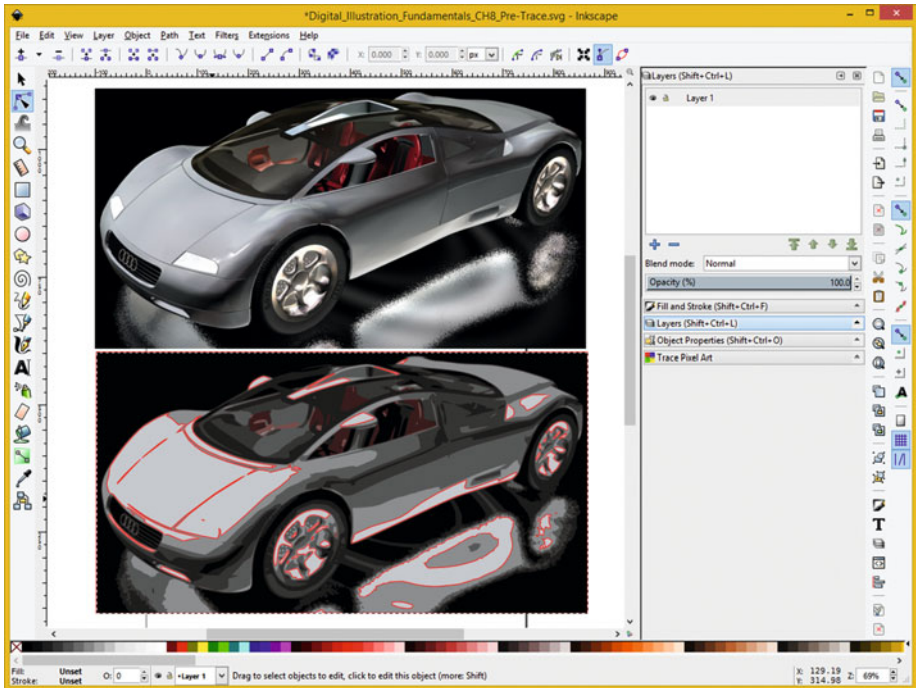 *Digital_Illustration_Fundamentals_CH8_Pre-Trace.svg - Inkscape
File Edit View Layer Object Path Text Filters Extensions Help
X: 0.000 Y: 0.000 px
Layers (Shift+Ctrl+L)
Layer 1
Blend mode: Normal
Opacity (%) 100.0
Fill and Stroke (Shift+Ctrl+F)
Layers (Shift+Ctrl+L)
Object Properties (Shift+Ctrl+O)
Trace Pixel Art
Fill: Unset
Stroke: Unset
O: 0
•Layer 1
Drag to select objects to edit, click to edit this object (more: Shift)
X: 129.19
Y: 314.98
Z: 69%